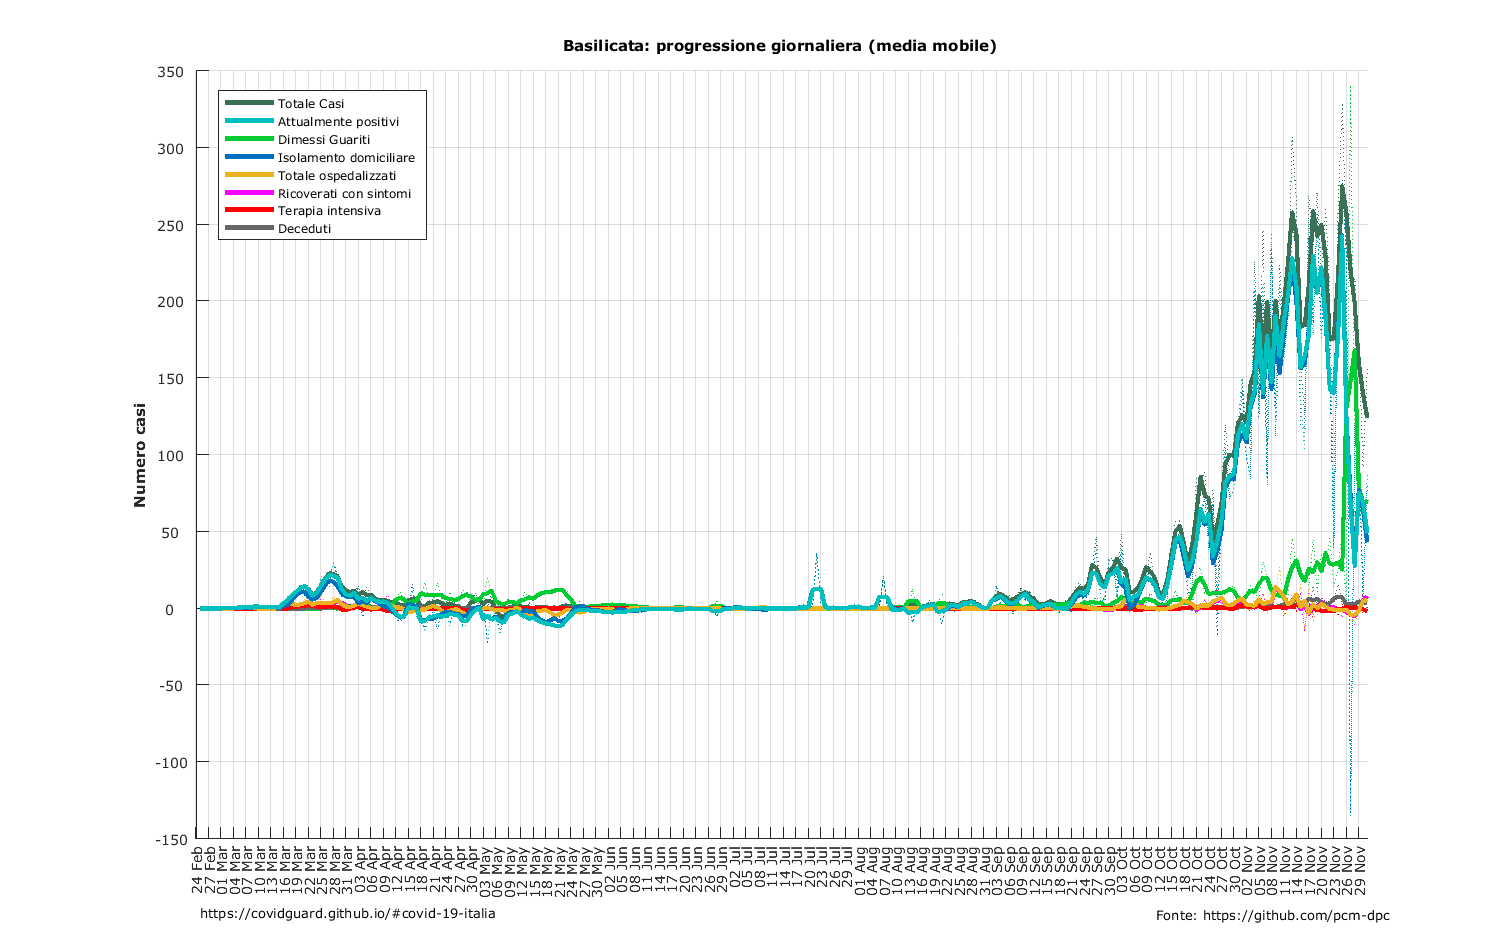 Basilicata: progressione giornaliera (media mobile)
350
300
250
200
150
100
50
0
-50
-100
-150
Numero casi
Totale Casi
Attualmente positivi
Dimessi Guariti
Isolamento domiciliare
Totale ospedalizzati
Ricoverati con sintomi
Terapia intensiva
Deceduti
24 Feb
27 Feb
01 Mar
04 Mar
07 Mar
10 Mar
13 Mar
16 Mar
19 Mar
22 Mar
25 Mar
28 Mar
31 Mar
03 Apr
06 Apr
09 Apr
12 Apr
15 Apr
18 Apr
21 Apr
24 Apr
27 Apr
30 Apr
03 May
06 May
09 May
12 May
15 May
18 May
21 May
24 May
27 May
30 May
02 Jun
05 Jun
08 Jun
11 Jun
14 Jun
17 Jun
20 Jun
23 Jun
26 Jun
29 Jun
02 Jul
05 Jul
08 Jul
11 Jul
14 Jul
17 Jul
20 Jul
23 Jul
26 Jul
29 Jul
01 Aug
04 Aug
07 Aug
10 Aug
13 Aug
16 Aug
19 Aug
22 Aug
25 Aug
28 Aug
31 Aug
03 Sep
06 Sep
09 Sep
12 Sep
15 Sep
18 Sep
21 Sep
24 Sep
27 Sep
30 Sep
03 Oct
06 Oct
09 Oct
12 Oct
15 Oct
18 Oct
21 Oct
24 Oct
27 Oct
30 Oct
02 Nov
05 Nov
08 Nov
11 Nov
14 Nov
17 Nov
20 Nov
23 Nov
26 Nov
29 Nov
https://covidguard.github.io/#covid-19-italia
Fonte: https://github.com/pcm-dpc